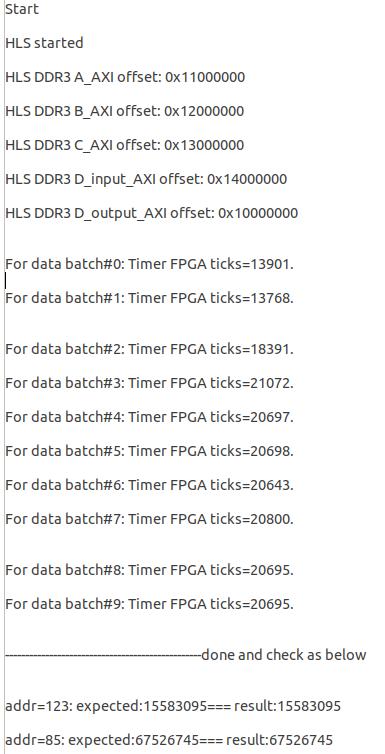 Start
HLS started
HLS DDR3 A_AXI offset: 0x11000000
HLS DDR3 B_AXI offset: 0x12000000
HLS DDR3 C_AXI offset: 0x13000000
HLS DDR3 D_input_AXI offset: 0x14000000
HLS DDR3 D_output_AXI offset: 0x10000000
For data batch#0: Timer FPGA ticks=13901.
For data batch#1: Timer FPGA ticks=13768.
For data batch#2: Timer FPGA ticks=18391.
For data batch#3: Timer FPGA ticks=21072.
For data batch#4: Timer FPGA ticks=20697.
For data batch#5: Timer FPGA ticks=20698.
For data batch#6: Timer FPGA ticks=20643.
For data batch#7: Timer FPGA ticks=20800.
For data batch#8: Timer FPGA ticks=20695.
For data batch#9: Timer FPGA ticks=20695.
-------------------------------------------------done and check as below
addr=123: expected:15583095=== result:15583095
addr=85: expected:67526745=== result:67526745